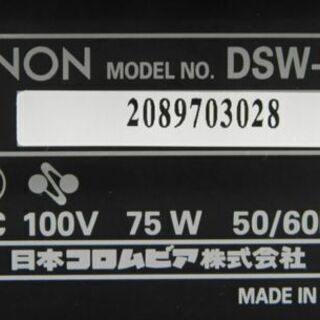 NON MODEL NO. DSW-
2089703028
C 100V 75 W 50/60
日本コロムビア株式会社
MADE IN